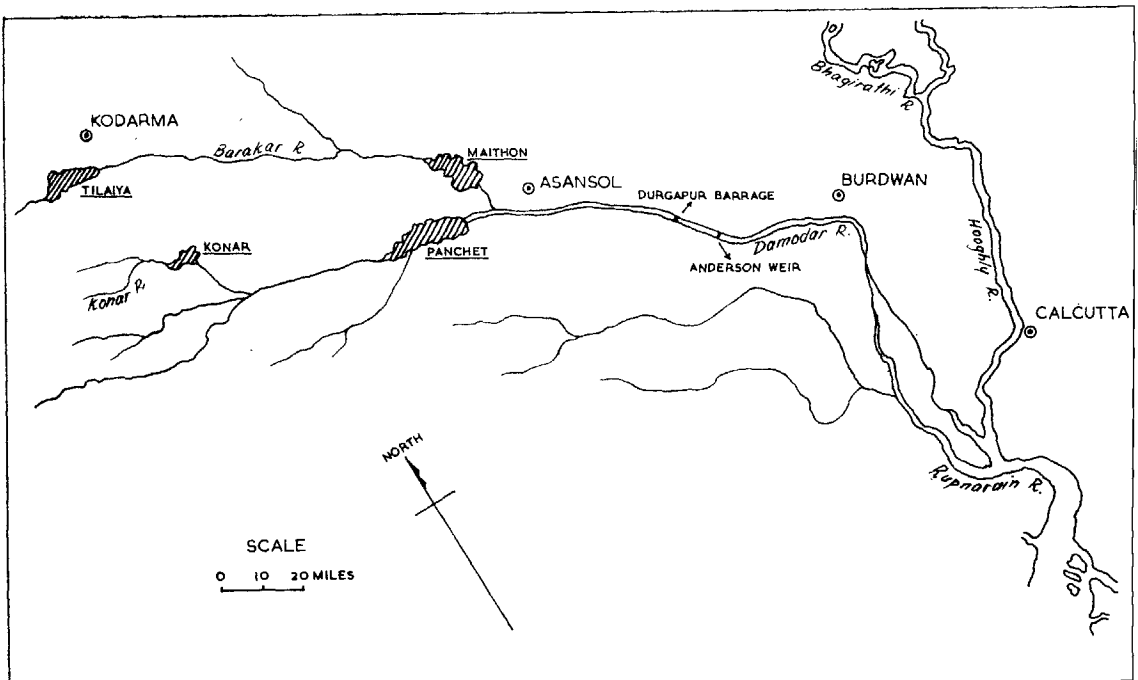 Bhagirathi R
KODARMA
Barakar R
MAITHON
TILAIYA
ASANSOL
BURDWAN
DURGAPUR BARRAGE
KONAR
PANCHET
Damodar R.
Hooghly R.
ANDERSON WEIR
Konar R.
CALCUTTA
NORTH
Rupnarain R.
SCALE
0 10 20 MILES